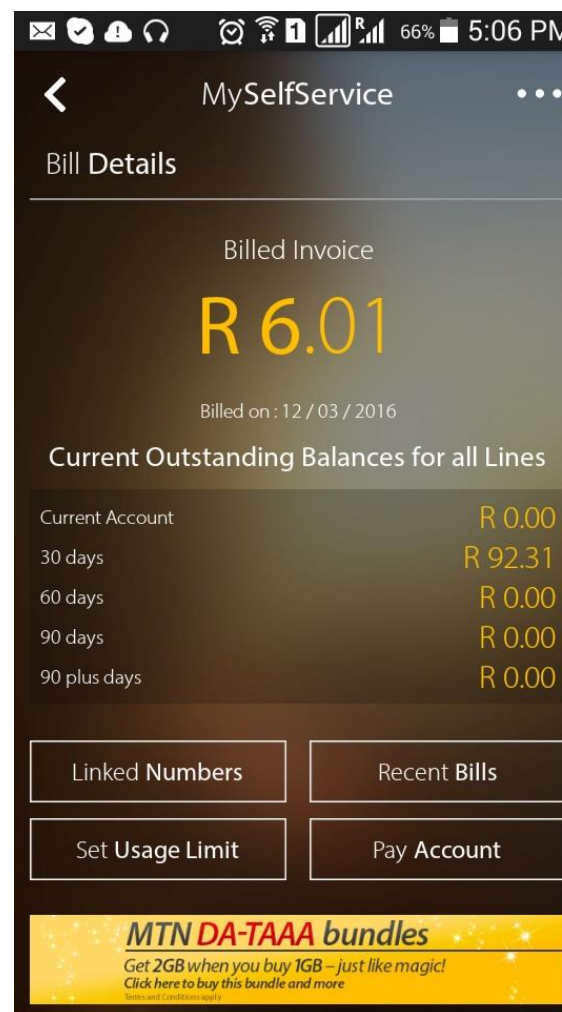 1 R 66% 5:06 PM
MySelfService
Bill Details
Billed Invoice
R 6.01
Billed on : 12 / 03 / 2016
Current Outstanding Balances for all Lines
Current Account R 0.00
30 days R 92.31
60 days R 0.00
90 days R 0.00
90 plus days R 0.00
Linked Numbers Recent Bills
Set Usage Limit Pay Account
MTN DA-TAAA bundles
Get 2GB when you buy 1GB – just like magic!
Click here to buy this bundle and more
Terms and Conditions apply